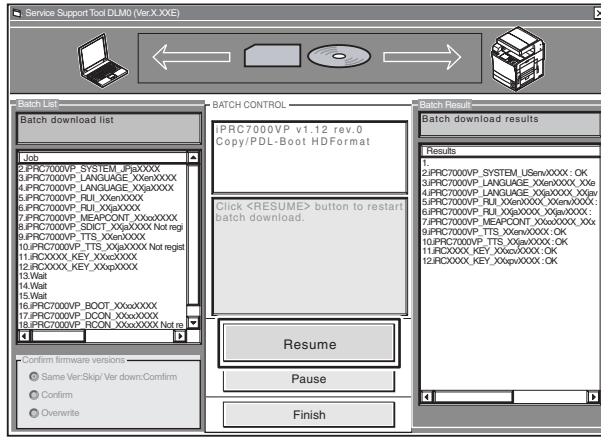 Service Support Tool DLM0 (Ver.X.XXE)
Batch List
Batch download list
Job
2.iPRC7000VP_SYSTEM_JPjaXXXX
3.iPRC7000VP_LANGUAGE_XXenXXXX
4.iPRC7000VP_LANGUAGE_XXjaXXXX
5.iPRC7000VP_RUI_XXenXXXX
6.iPRC7000VP_RUI_XXjaXXXX
7.iPRC7000VP_MEAPCONT_XXxxXXXX
8.iPRC7000VP_SDICT_XXjaXXXX Not regi
9.iPRC7000VP_TTS_XXenXXXX
10.iPRC7000VP_TTS_XXjaXXXX Not regist
11.iRCXXXX_KEY_XXxcXXXX
12.iRCXXXX_KEY_XXxpXXXX
13.Wait
14.Wait
15.Wait
16.iPRC7000VP_BOOT_XXxxXXXX
17.iPRC7000VP_DCON_XXxxXXXX
18.iPRC7000VP_RCON_XXxxXXXX Not re
Confirm firmware versions
Same Ver:Skip/ Ver down:Comfirm
Confirm
Overwrite
BATCH CONTROL
iPRC7000VP v1.12 rev.0
Copy/PDL-Boot HDFormat
Click <RESUME> button to restart
batch download.
Resume
Pause
Finish
Batch Result
Batch download results
Results
1.
2.iPRC7000VP_SYSTEM_USenvXXXX : OK
3.iPRC7000VP_LANGUAGE_XXenXXXX_XXe
4.iPRC7000VP_LANGUAGE_XXjaXXXX_XXjav
5.iPRC7000VP_RUI_XXenXXXX_XXenvXXXX :
6.iPRC7000VP_RUI_XXjaXXXX_XXjavXXXX :
7.iPRC7000VP_MEAPCONT_XXxxXXXX_XXx
9.iPRC7000VP_TTS_XXenvXXXX : OK
10.iPRC7000VP_TTS_XXjavXXXX : OK
11.iRCXXXX_KEY_XXxcvXXXX : OK
12.iRCXXXX_KEY_XXxpvXXXX : OK